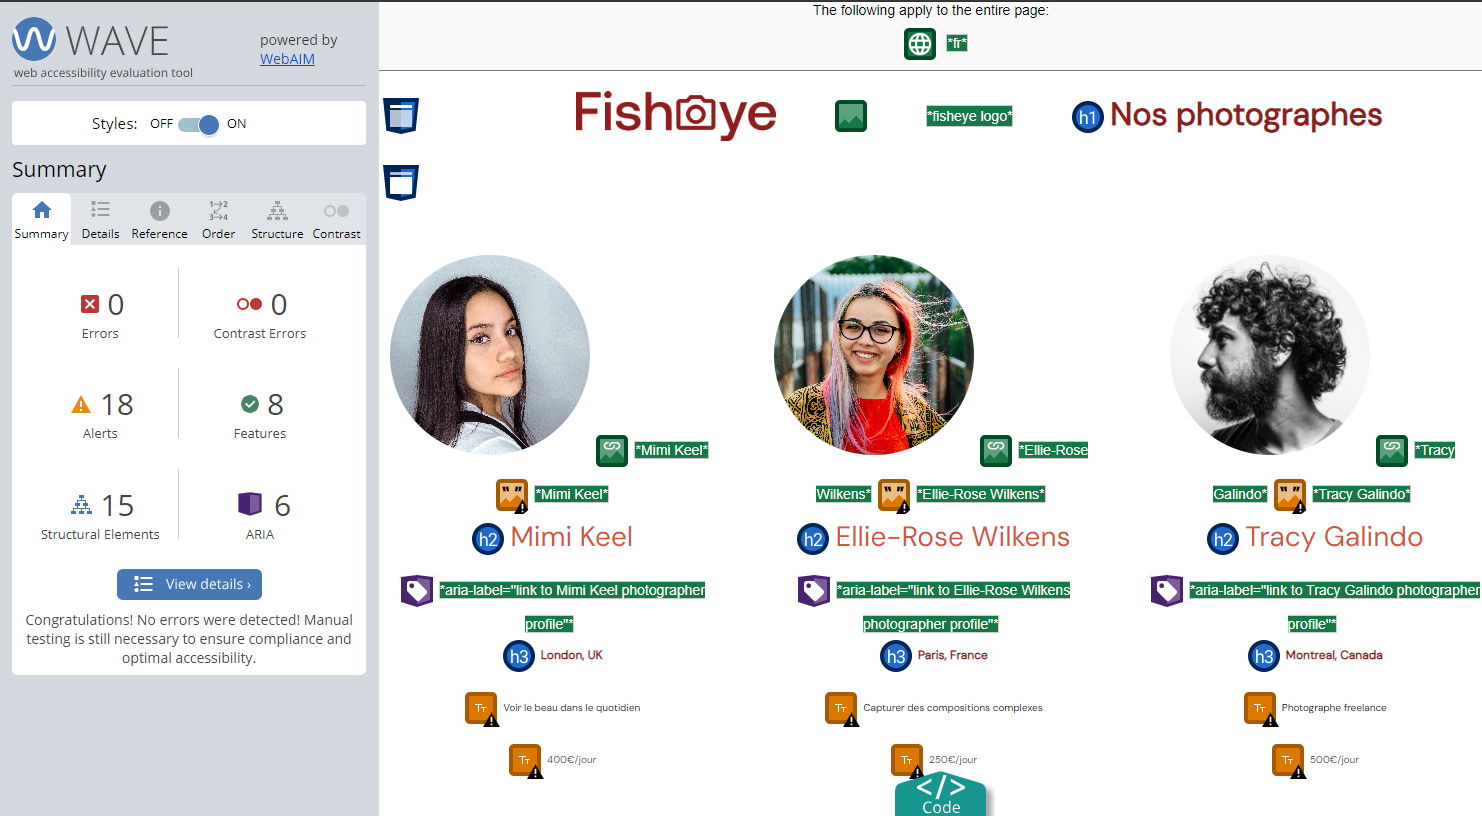 WAVE
powered by
WebAIM
web accessibility evaluation tool
Styles: OFF ON
Summary
Summary Details Reference Order Structure Contrast
0
Errors
0
Contrast Errors
18
Alerts
8
Features
15
Structural Elements
6
ARIA
View details ›
Congratulations! No errors were detected! Manual
testing is still necessary to ensure compliance and
optimal accessibility.
The following apply to the entire page:
*fr*
Fisheye
*fisheye logo*
h1 Nos photographes
*Mimi Keel*
*Mimi Keel*
h2 Mimi Keel
*aria-label="link to Mimi Keel photographer
profile"*
h3 London, UK
Voir le beau dans le quotidien
400€/jour
*Ellie-Rose
Wilkens* *Ellie-Rose Wilkens*
h2 Ellie-Rose Wilkens
*aria-label="link to Ellie-Rose Wilkens
photographer profile"*
h3 Paris, France
Capturer des compositions complexes
250€/jour
*Tracy
Galindo* *Tracy Galindo*
h2 Tracy Galindo
*aria-label="link to Tracy Galindo photographer
profile"*
h3 Montreal, Canada
Photographe freelance
500€/jour
</> Code